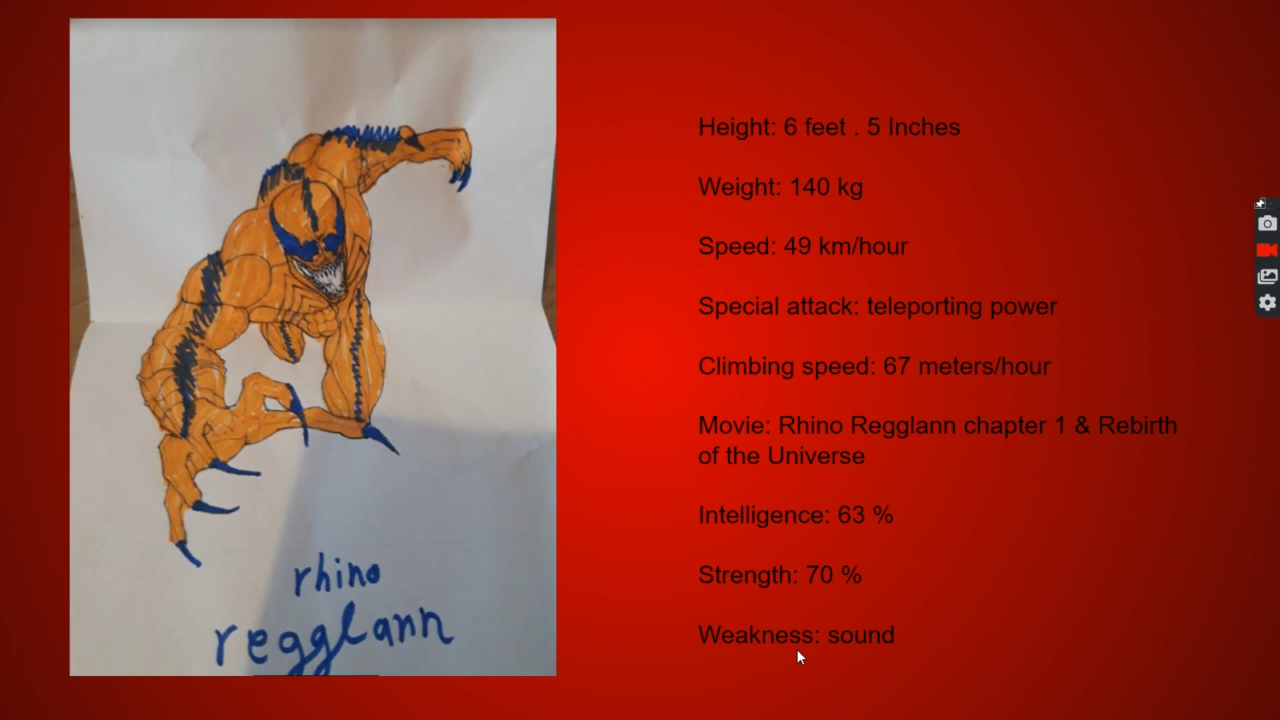 rhino
regglann
Height: 6 feet . 5 Inches
Weight: 140 kg
Speed: 49 km/hour
Special attack: teleporting power
Climbing speed: 67 meters/hour
Movie: Rhino Regglann chapter 1 & Rebirth
of the Universe
Intelligence: 63 %
Strength: 70 %
Weakness: sound